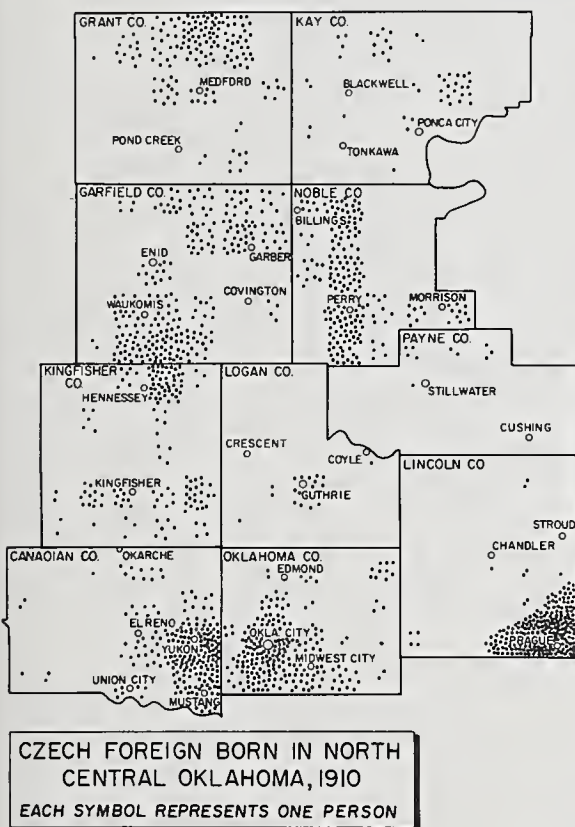 GRANT CO.
KAY CO.
MEDFORD
BLACKWELL
PONCA CITY
POND CREEK
TONKAWA
GARFIELD CO.
NOBLE CO
BILLINGS
ENID
GARBER
COVINGTON
WAUKOMIS
PERRY
MORRISON
PAYNE CO.
KINGFISHER
CO.
LOGAN CO.
HENNESSEY
STILLWATER
CUSHING
CRESCENT
COYLE
LINCOLN CO
KINGFISHER
GUTHRIE
STROUD
CHANDLER
CANADIAN CO.
OKARCHE
OKLAHOMA CO.
EDMOND
EL RENO
OKLA. CITY
YUKON
PRAGUE
MIDWEST CITY
UNION CITY
MUSTANG
CZECH FOREIGN BORN IN NORTH
CENTRAL OKLAHOMA, 1910
EACH SYMBOL REPRESENTS ONE PERSON